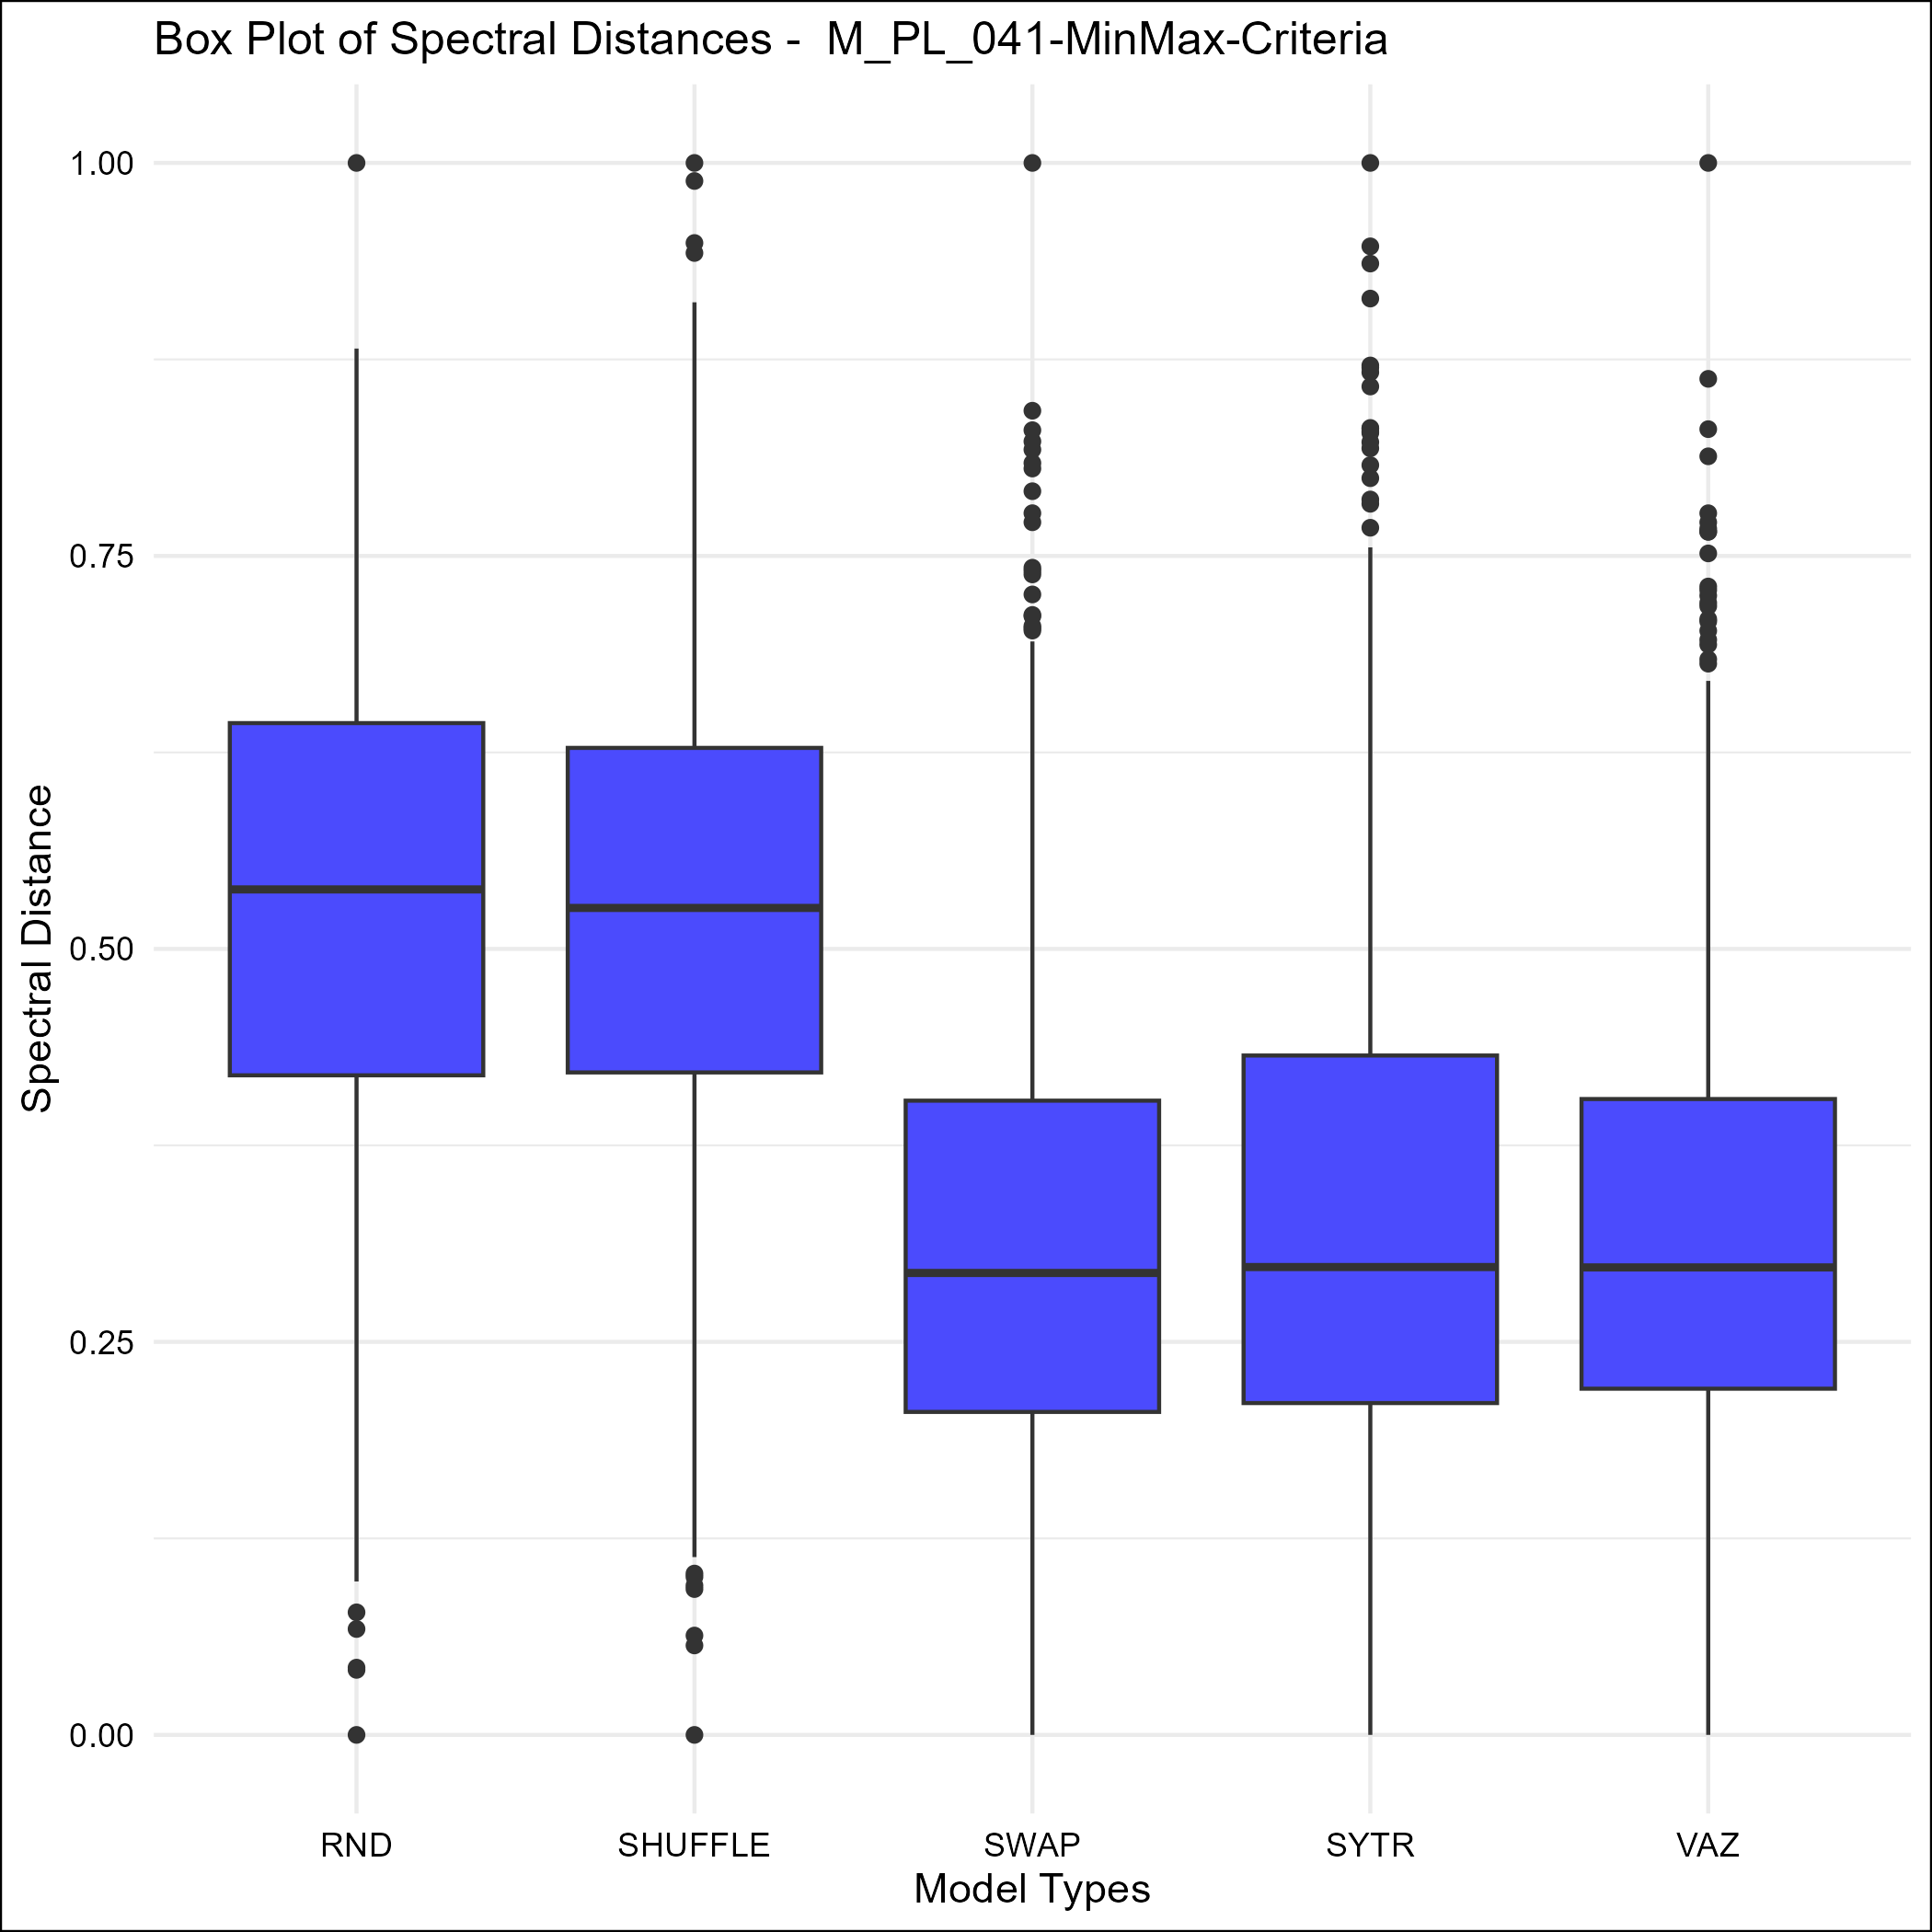 Box Plot of Spectral Distances -  M_PL_041-MinMax-Criteria
1.00
0.75
0.50
0.25
0.00
Spectral Distance
RND SHUFFLE SWAP SYTR VAZ
Model Types